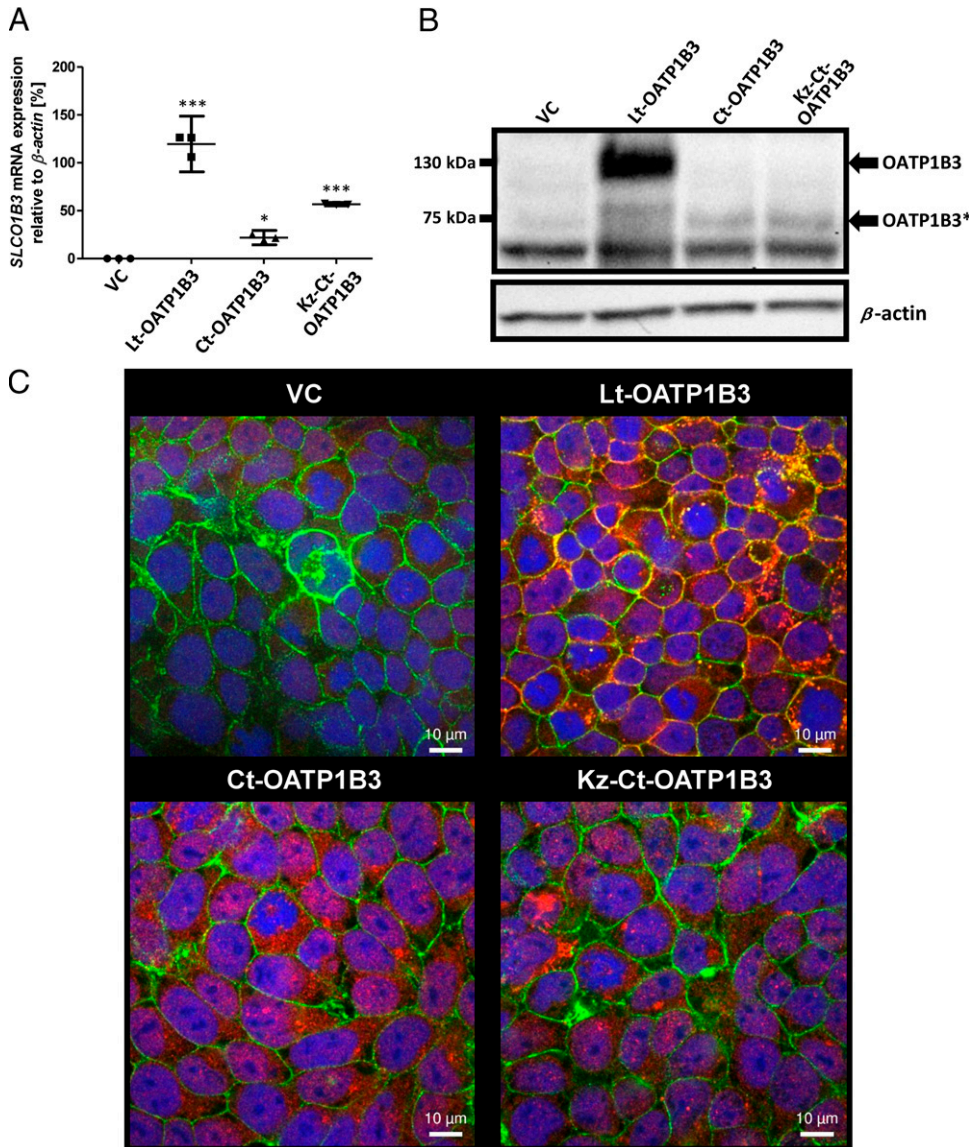 A
SLCO1B3 mRNA expression
relative to β-actin [%]
200
150
100
50
0
***
*
***
VC
Lt-OATP1B3
Ct-OATP1B3
Kz-Ct-
OATP1B3
B
VC
Lt-OATP1B3
Ct-OATP1B3
Kz-Ct-
OATP1B3
130 kDa
75 kDa
OATP1B3
OATP1B3*
β-actin
C
VC
Lt-OATP1B3
10 µm
10 µm
Ct-OATP1B3
Kz-Ct-OATP1B3
10 µm
10 µm